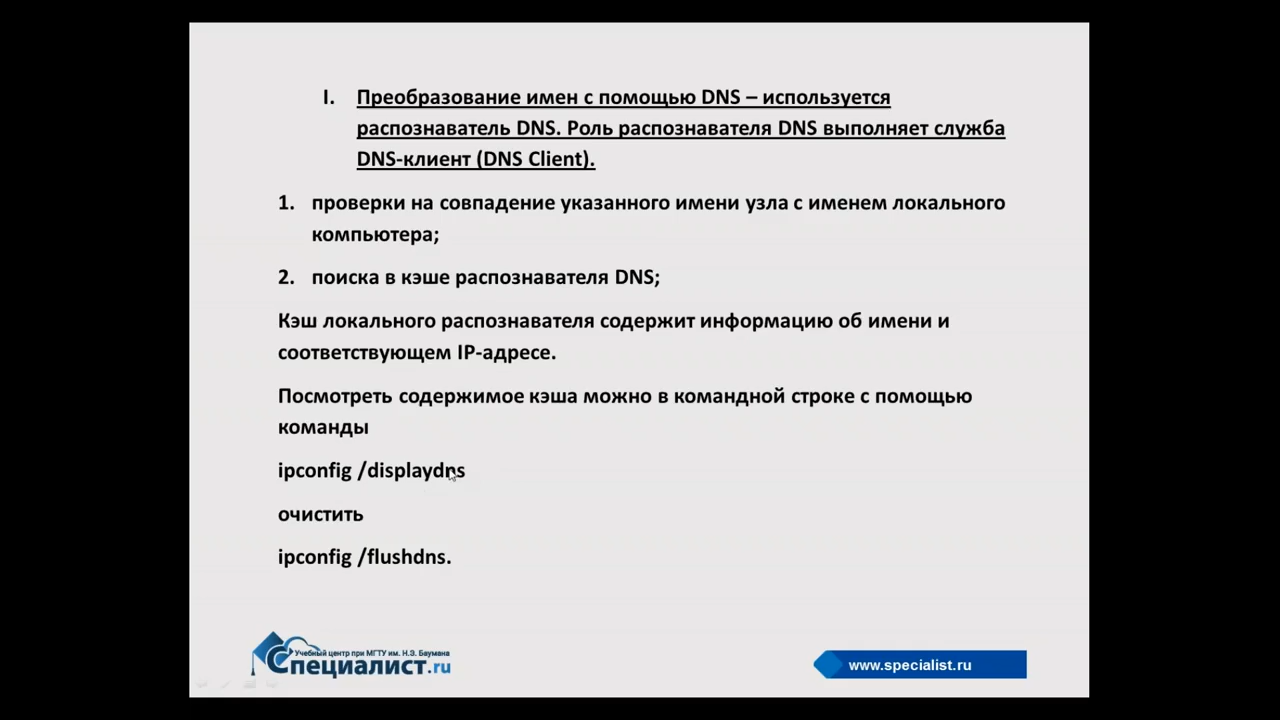 I. Преобразование имен с помощью DNS – используется
распознаватель DNS. Роль распознавателя DNS выполняет служба
DNS-клиент (DNS Client).
1. проверки на совпадение указанного имени узла с именем локального
компьютера;
2. поиска в кэше распознавателя DNS;
Кэш локального распознавателя содержит информацию об имени и
соответствующем IP-адресе.
Посмотреть содержимое кэша можно в командной строке с помощью
команды
ipconfig /displaydns
очистить
ipconfig /flushdns.
Учебный центр при МГТУ им. Н.Э. Баумана
Специалист.ru
www.specialist.ru